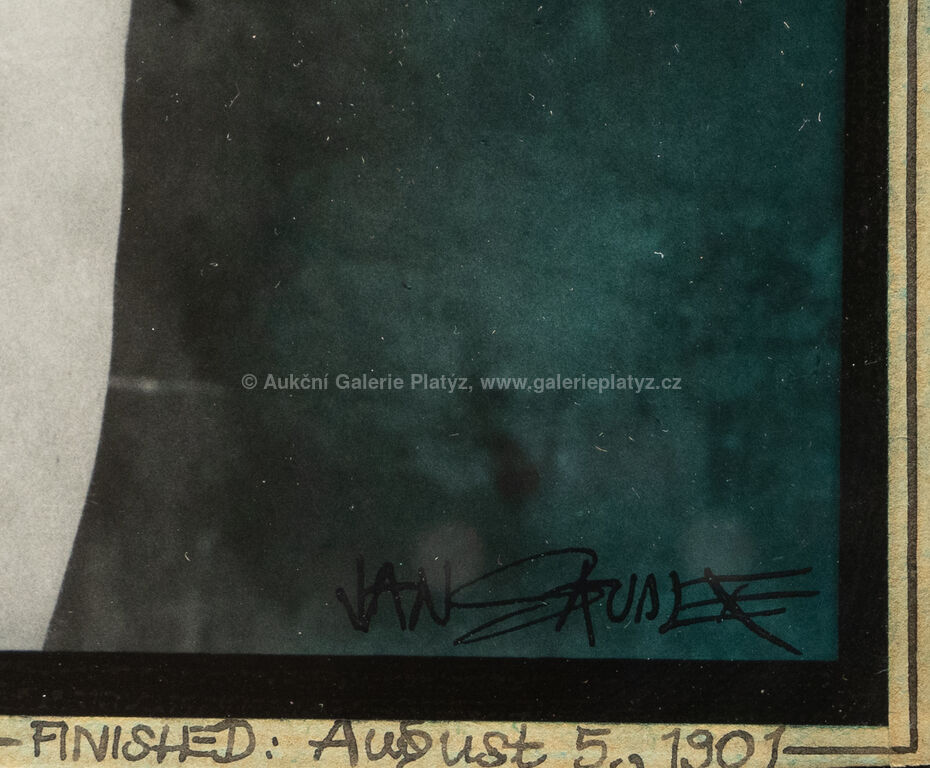 © Aukční Galerie Platýz, www.galerieplatyz.cz
JAN SAUDEK
FINISHED: August 5., 1901